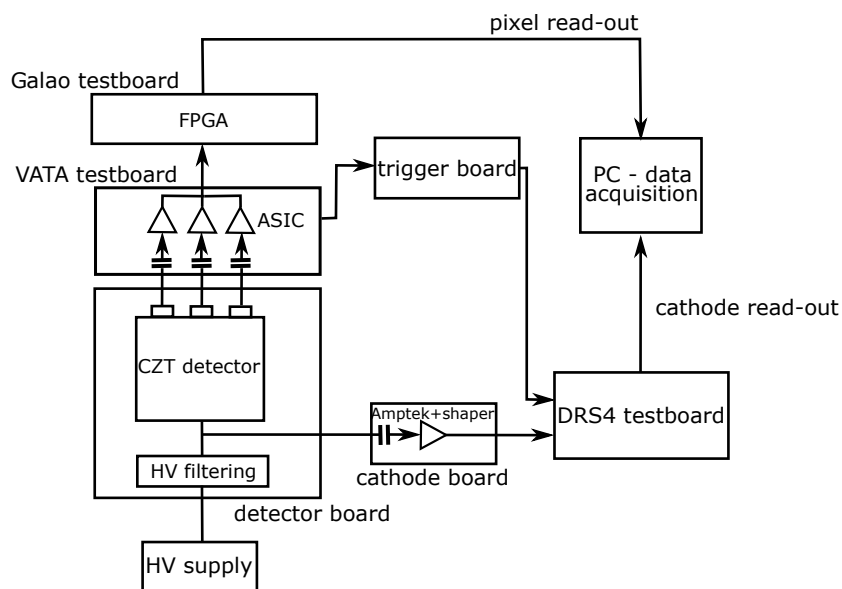 pixel read-out
Galao testboard
FPGA
VATA testboard
trigger board
PC - data
acquisition
ASIC
cathode read-out
CZT detector
Amptek+shaper
DRS4 testboard
HV filtering
cathode board
detector board
HV supply